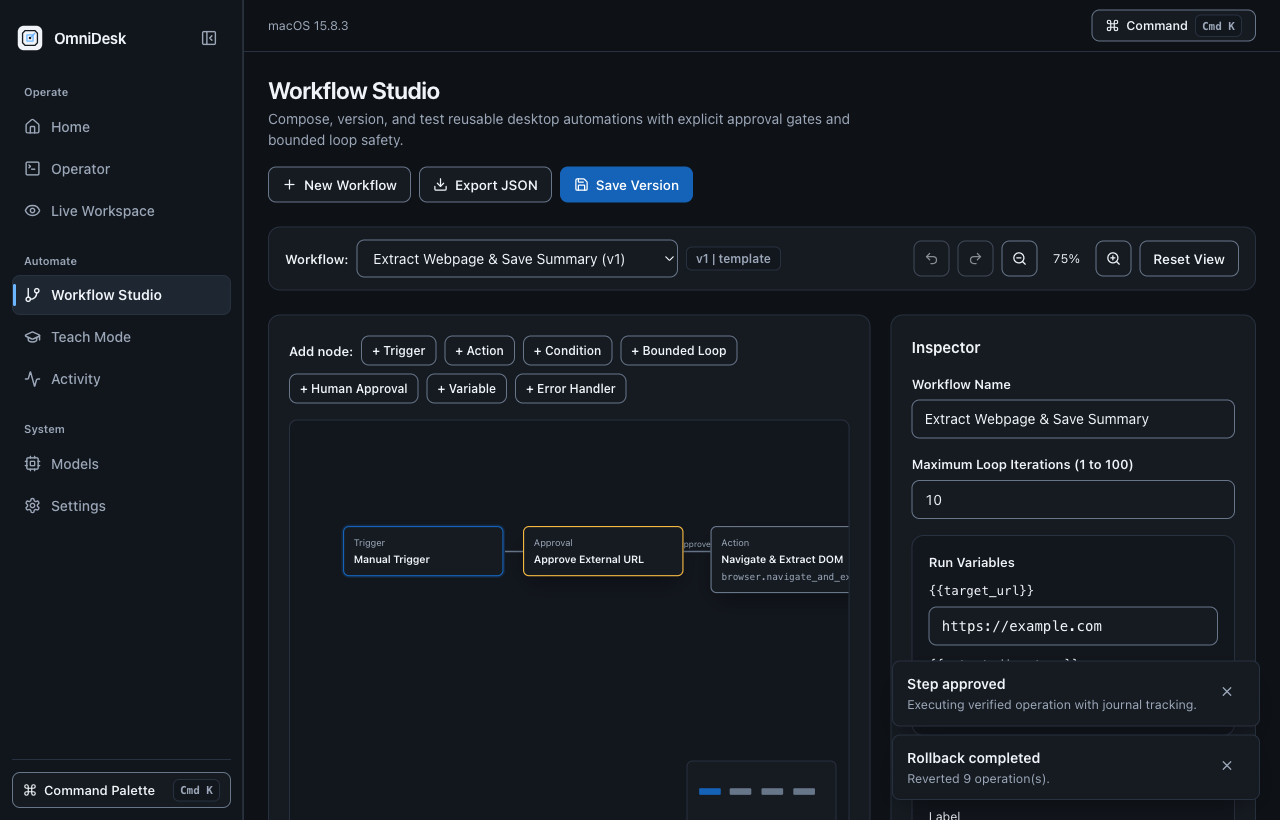 OmniDesk
Operate
Home
Operator
Live Workspace
Automate
Workflow Studio
Teach Mode
Activity
System
Models
Settings
Command Palette Cmd K
macOS 15.8.3
Command Cmd K
Workflow Studio
Compose, version, and test reusable desktop automations with explicit approval gates and
bounded loop safety.
New Workflow Export JSON Save Version
Workflow: Extract Webpage & Save Summary (v1) v1 | template 75% Reset View
Add node: + Trigger + Action + Condition + Bounded Loop
+ Human Approval + Variable + Error Handler
Trigger
Manual Trigger
Approval
Approve External URL
pprove
Action
Navigate & Extract DOM
browser.navigate_and_ex
Inspector
Workflow Name
Extract Webpage & Save Summary
Maximum Loop Iterations (1 to 100)
10
Run Variables
{{target_url}}
https://example.com
Step approved
Executing verified operation with journal tracking.
Rollback completed
Reverted 9 operation(s).
Label